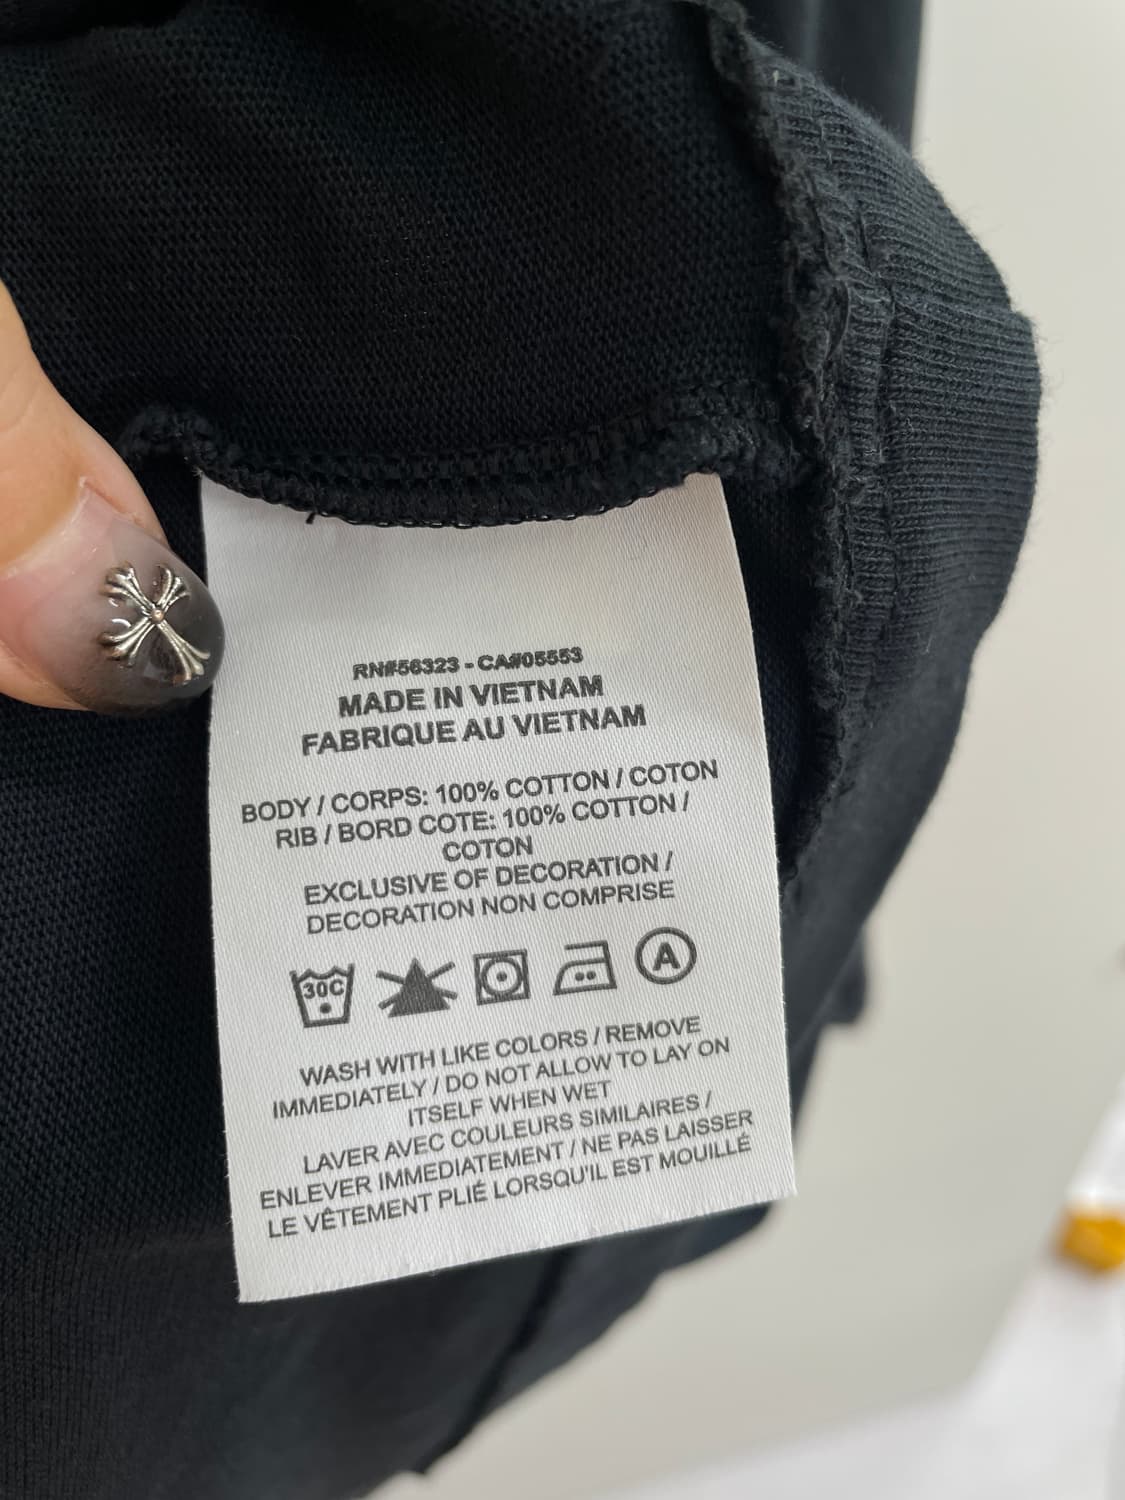 RN#56323 - CA#05553
MADE IN VIETNAM
FABRIQUE AU VIETNAM
BODY / CORPS: 100% COTTON / COTON
RIB / BORD COTE: 100% COTTON /
COTON
EXCLUSIVE OF DECORATION /
DECORATION NON COMPRISE
30C A
WASH WITH LIKE COLORS / REMOVE
IMMEDIATELY / DO NOT ALLOW TO LAY ON
ITSELF WHEN WET
LAVER AVEC COULEURS SIMILAIRES /
ENLEVER IMMEDIATEMENT / NE PAS LAISSER
LE VÊTEMENT PLIÉ LORSQU'IL EST MOUILLÉ